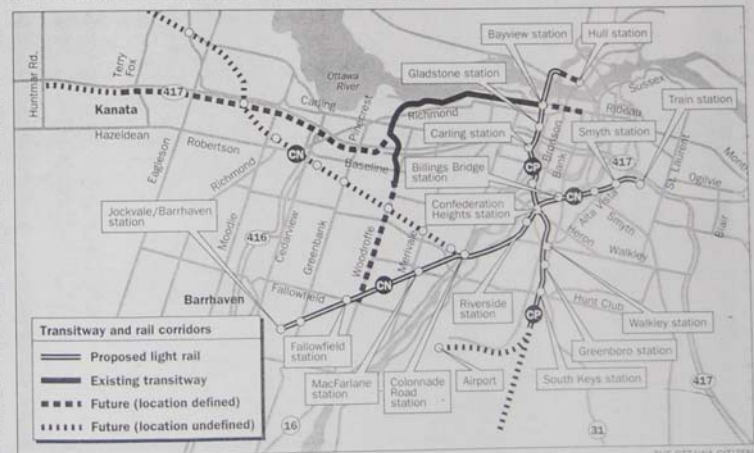 Huntmar Rd.
Terry
Fox
417
Kanata
Hazeldean
Eagleson
Robertson
Richmond
CN
Carling
Pinecrest
Ottawa
River
Richmond
Baseline
Bayview station
Hull station
Gladstone station
Sussex
Rideau
Train station
Carling station
Bronson
Bank
Smyth station
417
St. Laurent
Ogilvie
Blair
CP
Billings Bridge
station
CN
Confederation
Heights station
Alta Vista
Smyth
Heron
Walkley
Jockvale/Barrhaven
station
Moodie
416
Cedarview
Greenbank
Woodroffe
Merivale
Barrhaven
Fallowfield
CN
Riverside
station
Hunt Club
Walkley station
CP
Greenboro station
Fallowfield
station
MacFarlane
station
Colonnade
Road
station
Airport
South Keys station
417
16
31
Transitway and rail corridors
Proposed light rail
Existing transitway
Future (location defined)
Future (location undefined)
THE OTTAWA CITIZEN